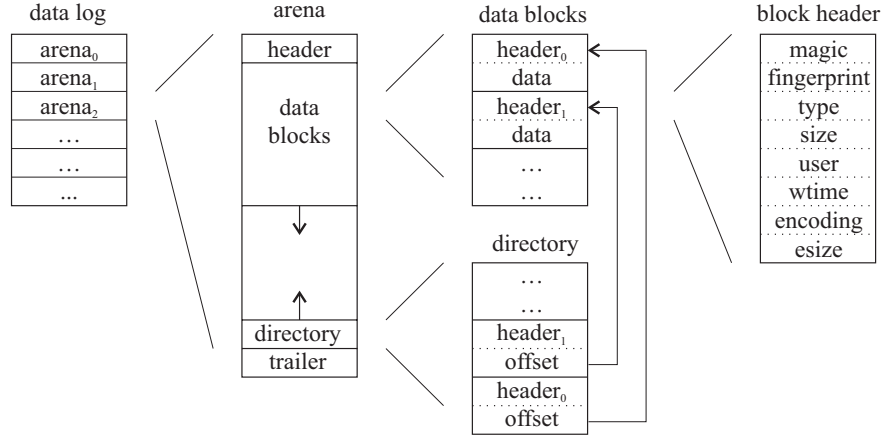 data log
arena₀
arena₁
arena₂
…
…
...
arena
header
data
blocks
directory
trailer
data blocks
header₀
data
header₁
data
…
…
directory
…
…
header₁
offset
header₀
offset
block header
magic
fingerprint
type
size
user
wtime
encoding
esize